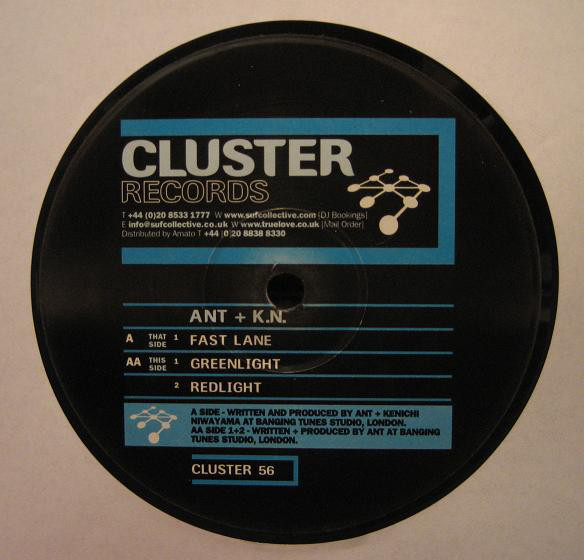 CLUSTER
RECORDS
T +44 (0)20 8533 1777 W www.sufcollective.com (DJ Bookings)
E info@sufcollective.co.uk W www.truelove.co.uk (Mail Order)
Distributed by Amato T +44 (0)20 8838 8330
ANT + K.N.
A THAT SIDE 1 FAST LANE
AA THIS SIDE 1 GREENLIGHT
2 REDLIGHT
A SIDE - WRITTEN AND PRODUCED BY ANT + KENICHI
NIWAYAMA AT BANGING TUNES STUDIO, LONDON.
AA SIDE 1+2 - WRITTEN + PRODUCED BY ANT AT BANGING
TUNES STUDIO, LONDON.
CLUSTER 56